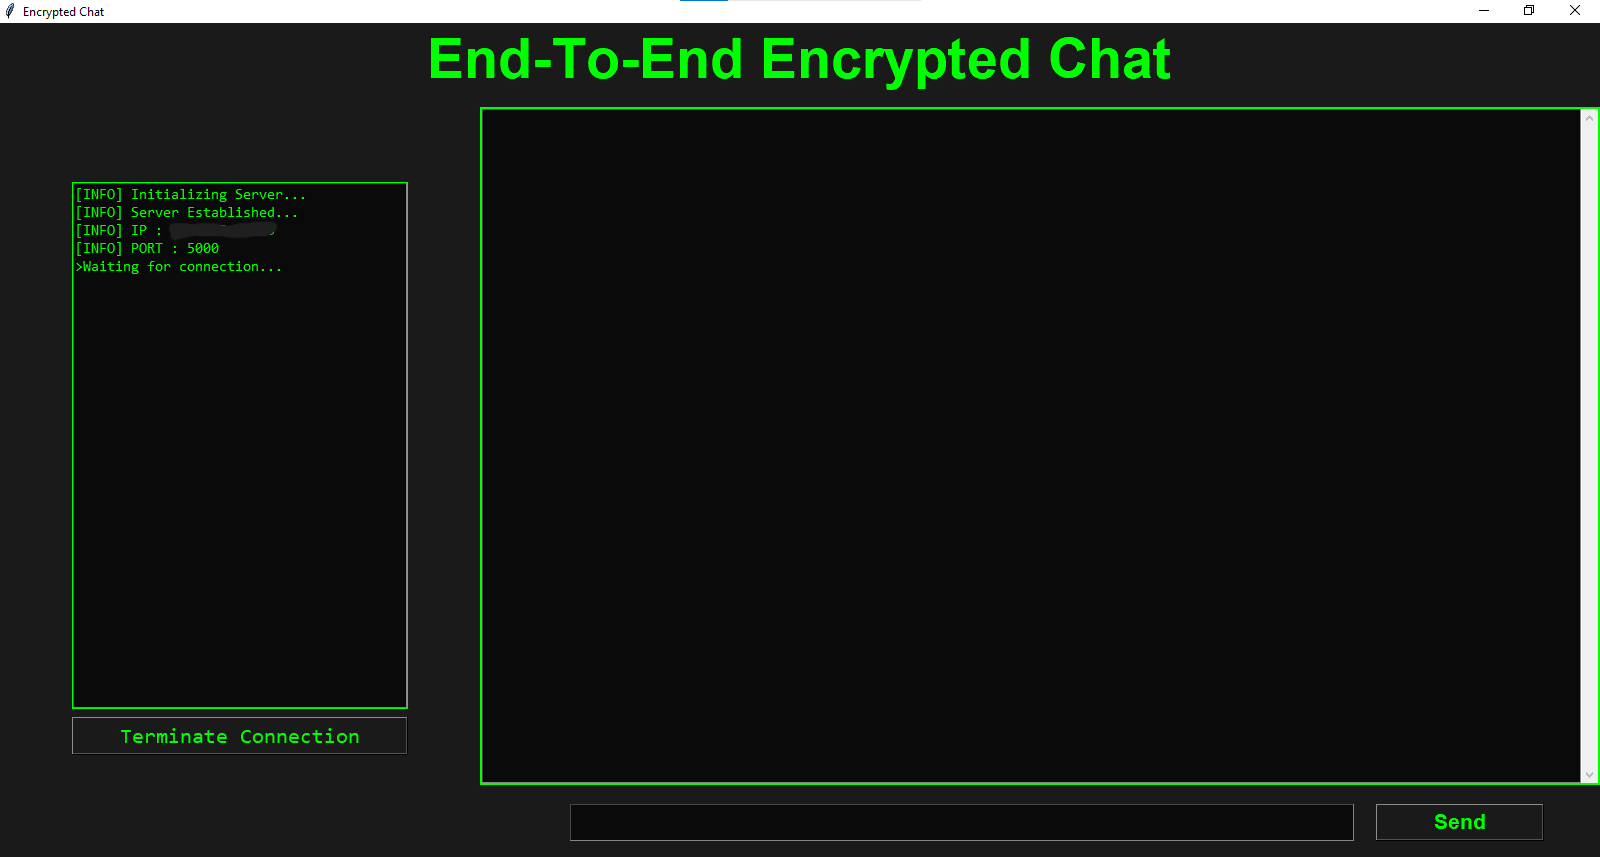 Encrypted Chat
End-To-End Encrypted Chat
[INFO] Initializing Server...
[INFO] Server Established...
[INFO] IP :
[INFO] PORT : 5000
>Waiting for connection...
Terminate Connection
Send